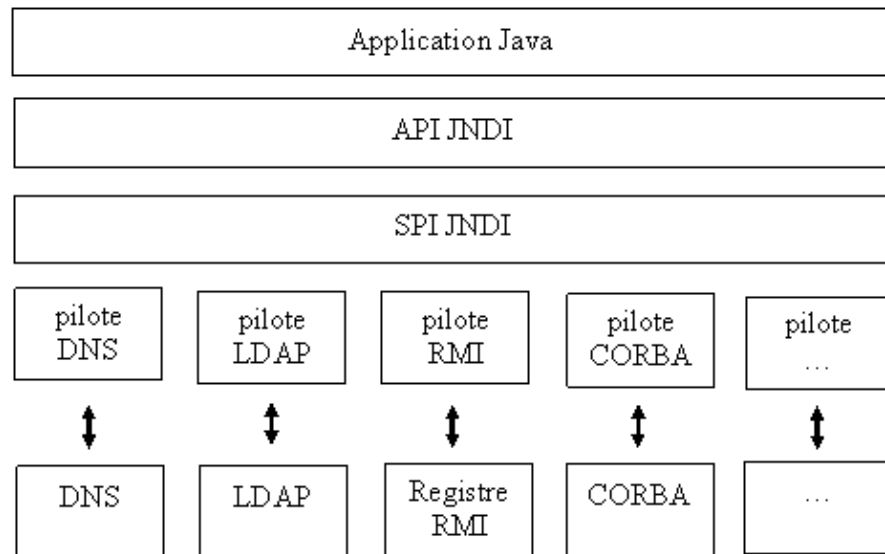 Application Java
API JNDI
SPI JNDI
pilote
DNS
pilote
LDAP
pilote
RMI
pilote
CORBA
pilote
...
DNS
LDAP
Registre
RMI
CORBA
...